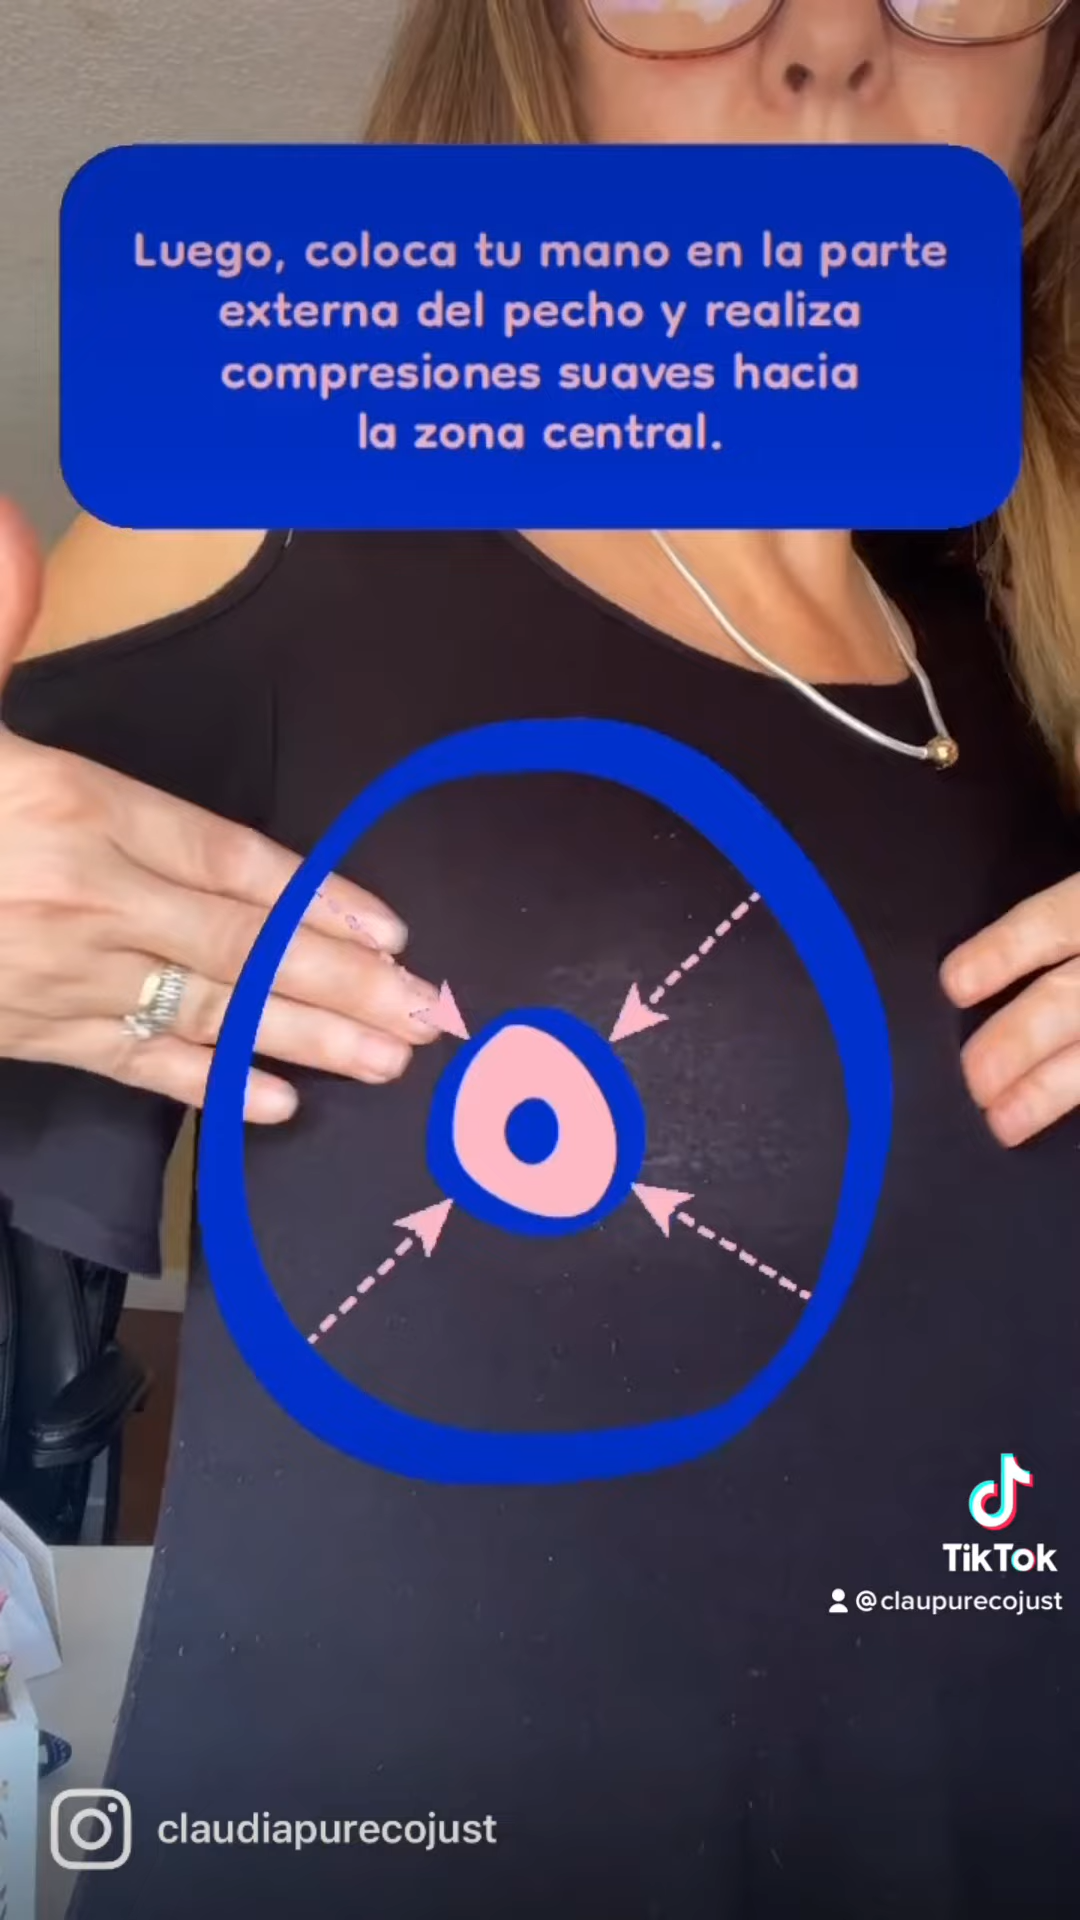 Luego, coloca tu mano en la parte
externa del pecho y realiza
compresiones suaves hacia
la zona central.
TikTok
@claupurecojust
claudiapurecojust